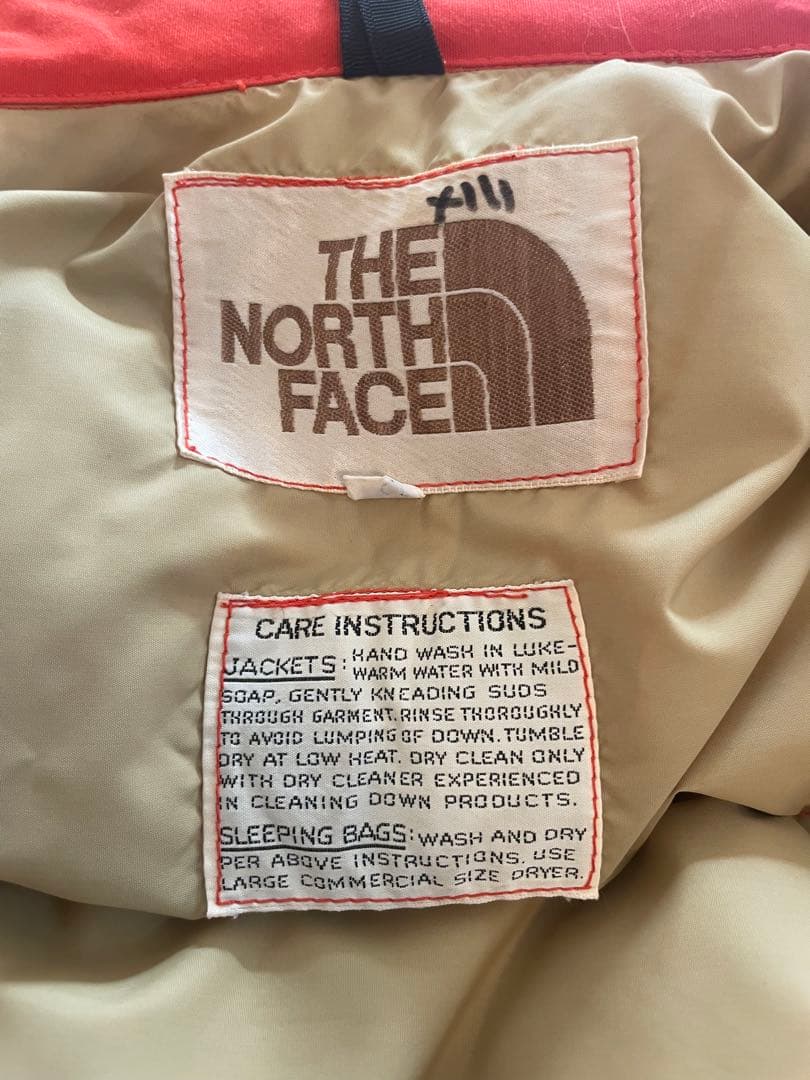 XIII
THE
NORTH
FACE
CARE INSTRUCTIONS
JACKETS: HAND WASH IN LUKE-
WARM WATER WITH MILD
SOAP, GENTLY KNEADING SUDS
THROUGH GARMENT. RINSE THOROUGHLY
TO AVOID LUMPING OF DOWN. TUMBLE
DRY AT LOW HEAT. DRY CLEAN ONLY
WITH DRY CLEANER EXPERIENCED
IN CLEANING DOWN PRODUCTS.
SLEEPING BAGS: WASH AND DRY
PER ABOVE INSTRUCTIONS. USE
LARGE COMMERCIAL SIZE DRYER.